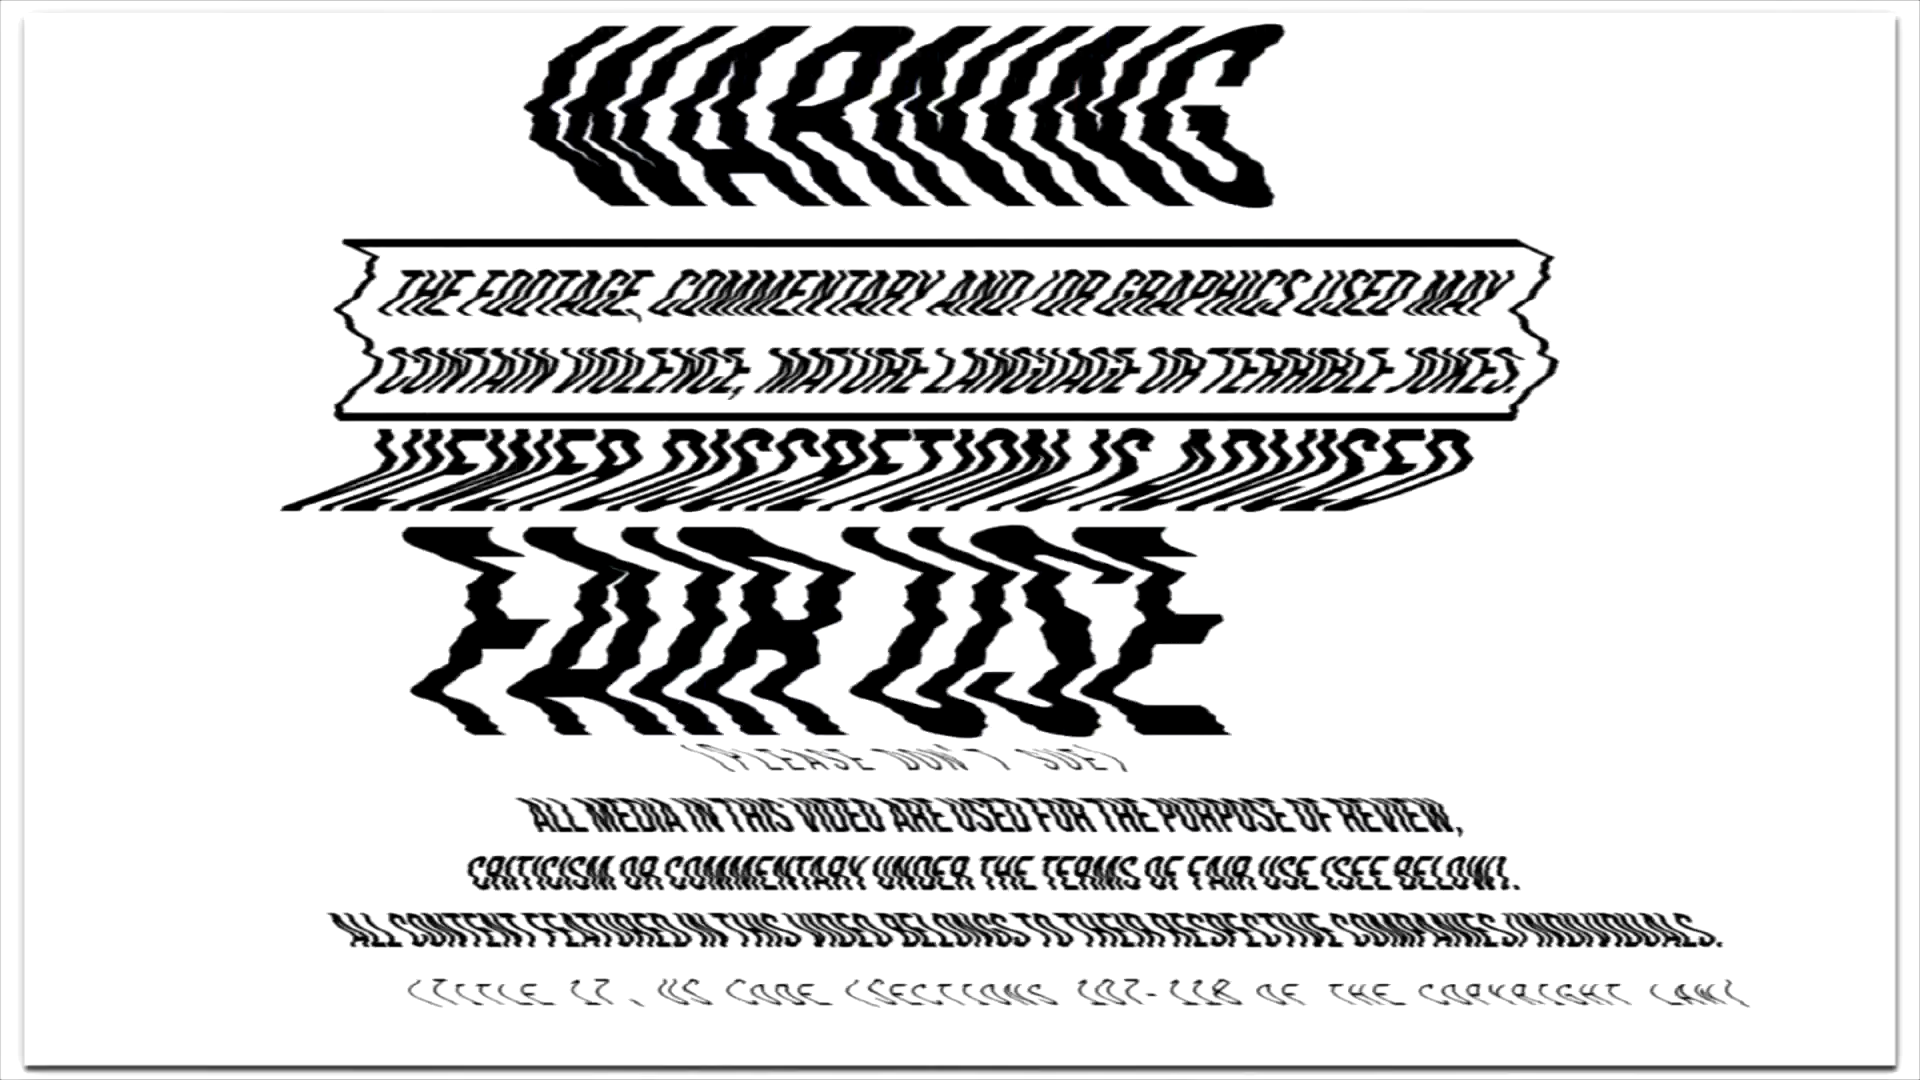 WARNING
THE FOOTAGE, COMMENTARY AND/OR GRAPHICS USED MAY
CONTAIN VIOLENCE, MATURE LANGUAGE OR TERRIBLE JOKES.
VIEWER DISCRETION IS ADVISED
FAIR USE
(PLEASE DON'T SUE)
ALL MEDIA IN THIS VIDEO ARE USED FOR THE PURPOSE OF REVIEW,
CRITICISM OR COMMENTARY UNDER THE TERMS OF FAIR USE (SEE BELOW).
ALL CONTENT FEATURED IN THIS VIDEO BELONGS TO THEIR RESPECTIVE COMPANIES/INDIVIDUALS.
(TITLE 17, US CODE (SECTIONS 107-118 OF THE COPYRIGHT LAW)